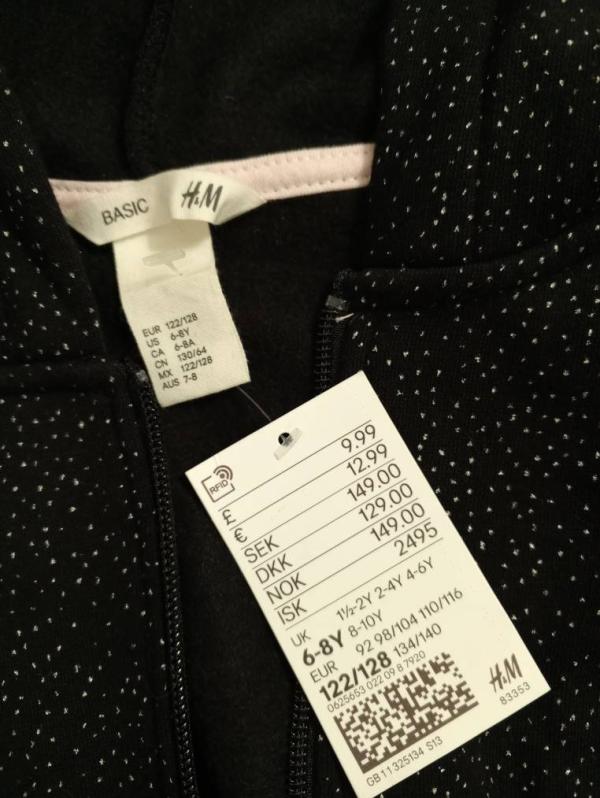 BASIC H&M
EUR 122/128
US 6-8Y
CA 6-8A
CN 130/64
MX 122/128
AUS 7-8
RFID
£ 9.99
€ 12.99
SEK 149.00
DKK 129.00
NOK 149.00
ISK 2495
UK 1½-2Y 2-4Y 4-6Y
6-8Y 8-10Y
EUR 92 98/104 110/116
122/128 134/140
0625653 022 09 8 7920
H&M
83353
GB11325134 S13